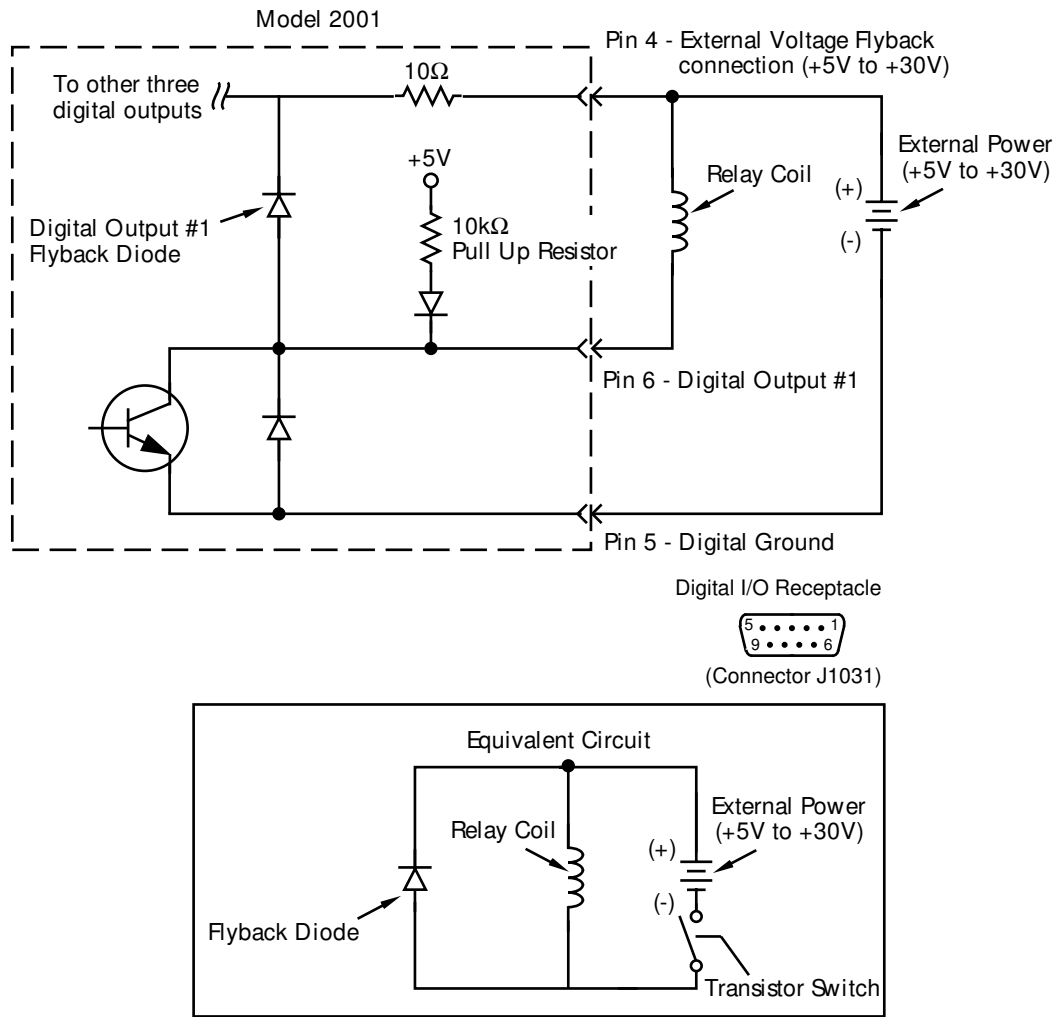 Model 2001
Pin 4 - External Voltage Flyback
connection (+5V to +30V)
To other three
digital outputs
10Ω
+5V
10kΩ
Pull Up Resistor
Digital Output #1
Flyback Diode
Relay Coil
External Power
(+5V to +30V)
(+)
(-)
Pin 6 - Digital Output #1
Pin 5 - Digital Ground
Digital I/O Receptacle
5 1
9 6
(Connector J1031)
Equivalent Circuit
Relay Coil
External Power
(+5V to +30V)
(+)
(-)
Flyback Diode
Transistor Switch